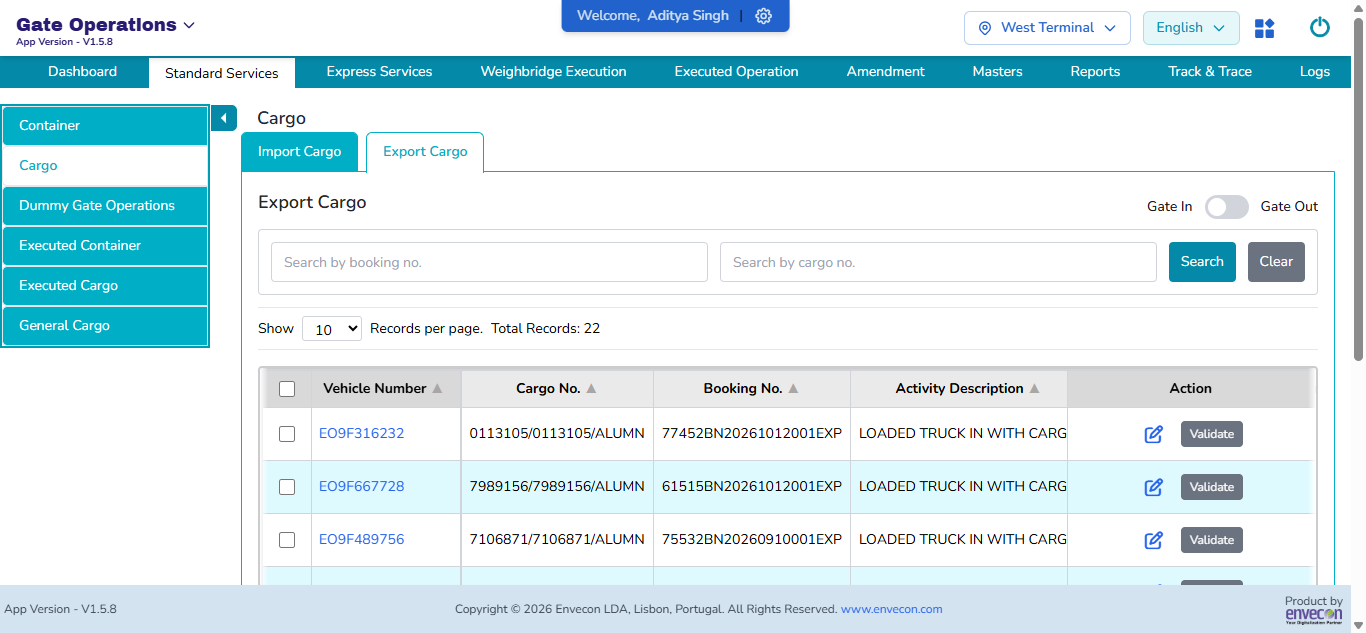 Gate Operations
App Version - V1.5.8
Welcome, Aditya Singh |
West Terminal
English
Dashboard
Standard Services
Express Services
Weighbridge Execution
Executed Operation
Amendment
Masters
Reports
Track & Trace
Logs
Container
Cargo
Dummy Gate Operations
Executed Container
Executed Cargo
General Cargo
Cargo
Import Cargo
Export Cargo
Export Cargo
Gate In
Gate Out
Search by booking no.
Search by cargo no.
Search
Clear
Show 10 Records per page. Total Records: 22
Vehicle Number Cargo No. Booking No. Activity Description Action
EO9F316232 0113105/0113105/ALUMN 77452BN20261012001EXP LOADED TRUCK IN WITH CARG Validate
EO9F667728 7989156/7989156/ALUMN 61515BN20261012001EXP LOADED TRUCK IN WITH CARG Validate
EO9F489756 7106871/7106871/ALUMN 75532BN20260910001EXP LOADED TRUCK IN WITH CARG Validate
App Version - V1.5.8
Copyright © 2026 Envecon LDA, Lisbon, Portugal. All Rights Reserved. www.envecon.com
Product by
envecon
Your Digitalization Partner